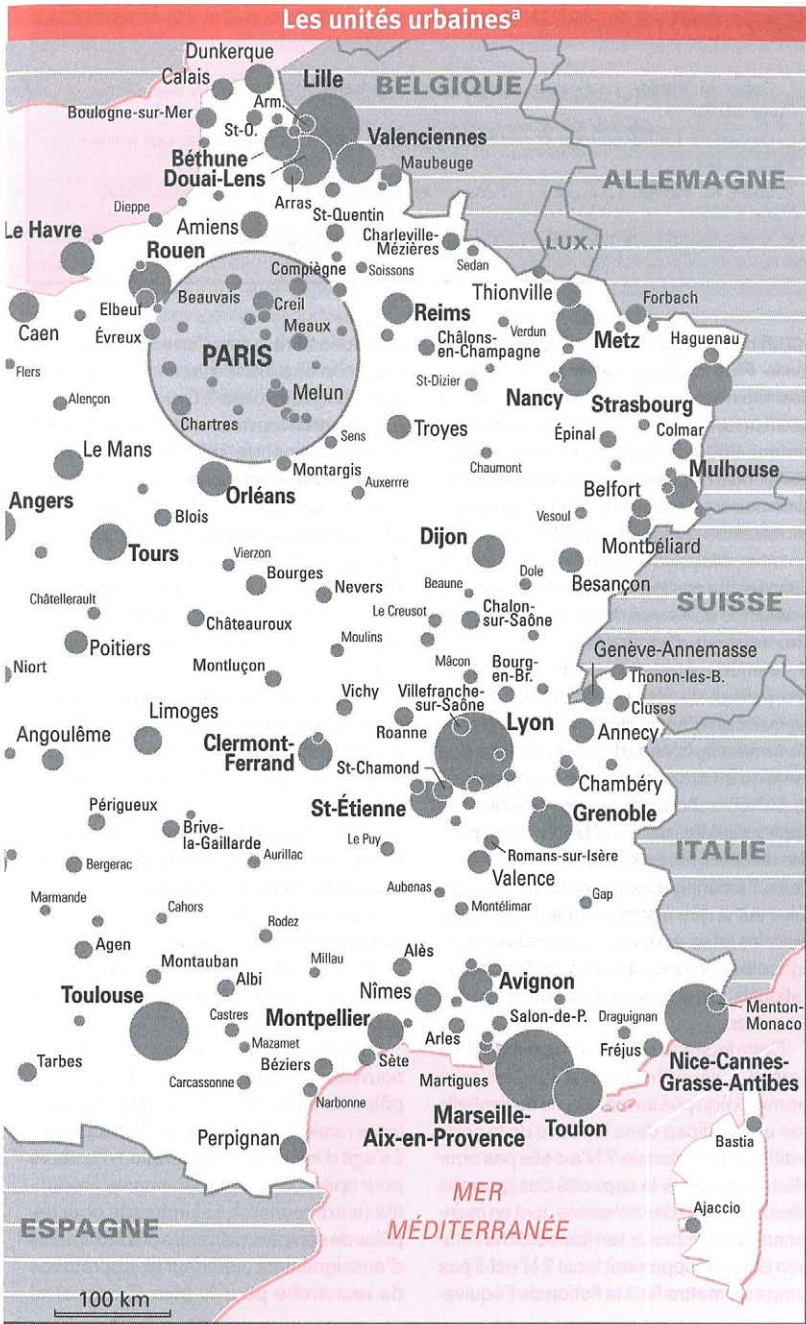 Les unités urbainesª
Dunkerque
Calais
Lille
BELGIQUE
Boulogne-sur-Mer
Arm.
St-O.
Valenciennes
Béthune
Douai-Lens
Maubeuge
ALLEMAGNE
Arras
Dieppe
St-Quentin
Le Havre
Amiens
Charleville-
Mézières
LUX.
Rouen
Compiègne
Soissons
Sedan
Thionville
Beauvais
Creil
Forbach
Elbeuf
Reims
Caen
Évreux
Meaux
Verdun
Metz
Châlons-
en-Champagne
Haguenau
PARIS
Flers
St-Dizier
Nancy
Strasbourg
Melun
Alençon
Chartres
Troyes
Épinal
Colmar
Sens
Le Mans
Montargis
Chaumont
Mulhouse
Angers
Orléans
Auxerrre
Belfort
Blois
Vesoul
Tours
Dijon
Montbéliard
Vierzon
Dole
Besançon
Bourges
Nevers
Beaune
Châtellerault
Le Creusot
Chalon-
sur-Saône
SUISSE
Châteauroux
Poitiers
Moulins
Genève-Annemasse
Mâcon
Bourg-
en-Br.
Thonon-les-B.
Niort
Montluçon
Vichy
Villefranche-
sur-Saône
Cluses
Limoges
Lyon
Roanne
Annecy
Angoulême
Clermont-
Ferrand
St-Chamond
Chambéry
Périgueux
St-Étienne
Grenoble
Brive-
la-Gaillarde
Le Puy
Romans-sur-Isère
ITALIE
Bergerac
Aurillac
Valence
Aubenas
Gap
Marmande
Cahors
Montélimar
Rodez
Agen
Montauban
Millau
Alès
Albi
Avignon
Toulouse
Nîmes
Menton-
Monaco
Castres
Montpellier
Salon-de-P.
Draguignan
Mazamet
Arles
Fréjus
Tarbes
Béziers
Sète
Nice-Cannes-
Grasse-Antibes
Carcassonne
Martigues
Narbonne
Marseille-
Aix-en-Provence
Toulon
Perpignan
Bastia
MER
MÉDITERRANÉE
Ajaccio
ESPAGNE
100 km